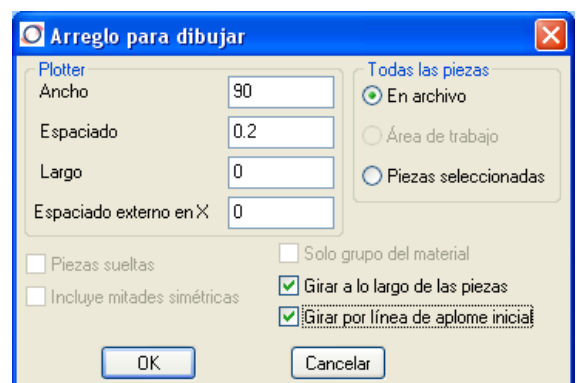 Arreglo para dibujar
Plotter
Ancho 90
Espaciado 0.2
Largo 0
Espaciado externo en X 0
Todas las piezas
En archivo
Área de trabajo
Piezas seleccionadas
Piezas sueltas
Incluye mitades simétricas
Solo grupo del material
Girar a lo largo de las piezas
Girar por línea de aplome inicial
OK
Cancelar